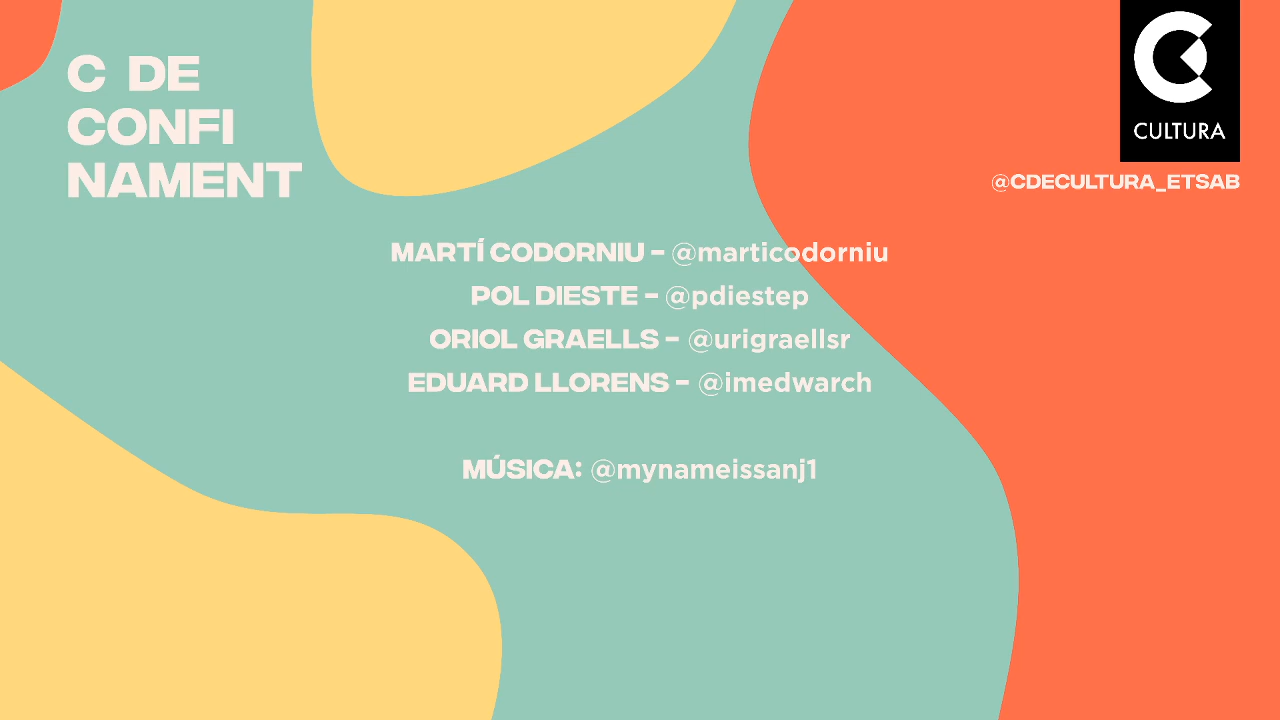 C DE
CONFI
NAMENT
CULTURA
@CDECULTURA_ETSAB
MARTÍ CODORNIU - @marticodorniu
POL DIESTE - @pdiestep
ORIOL GRAELLS - @urigraellsr
EDUARD LLORENS - @imedwarch
MÚSICA: @mynameissanj1